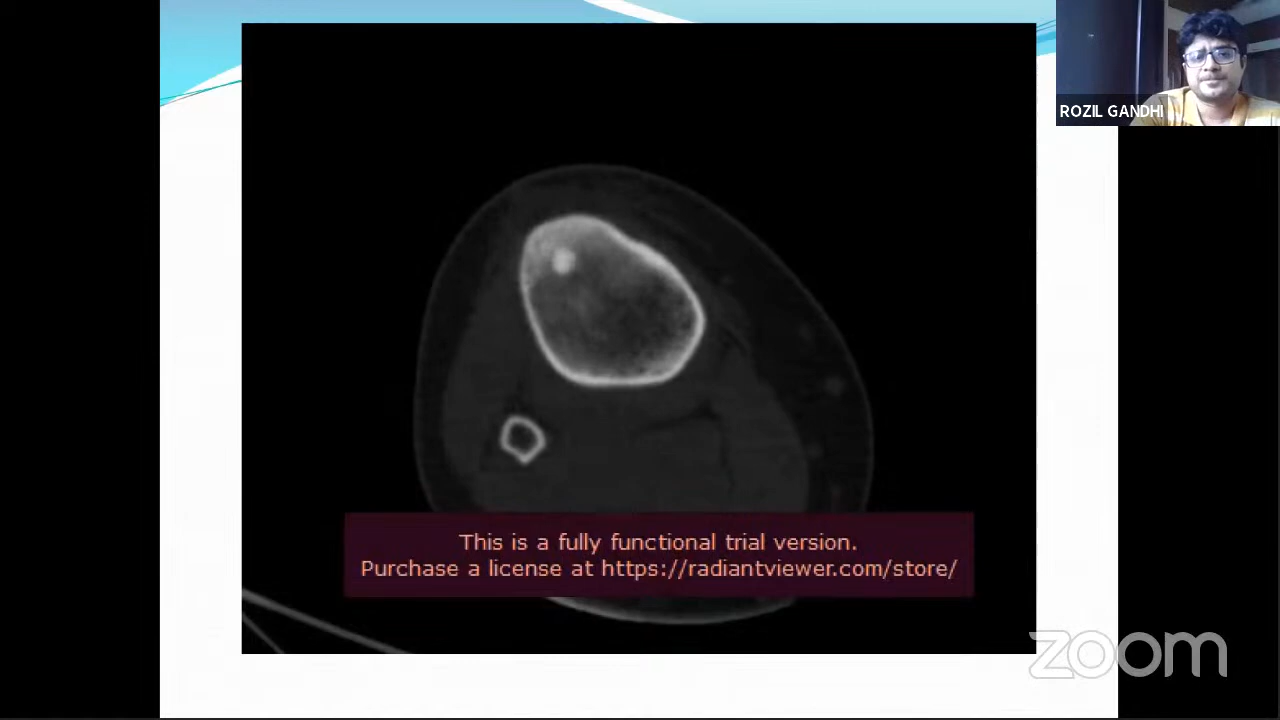 ROZIL GANDHI
This is a fully functional trial version.
Purchase a license at https://radiantviewer.com/store/
zoom